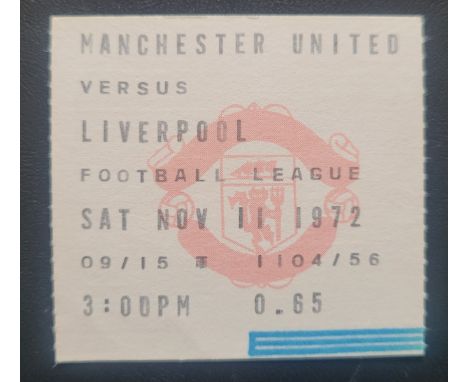 MANCHESTER UNITED
VERSUS
LIVERPOOL
FOOTBALL LEAGUE
SAT NOV 11 1972
09/15 1104/56
3:00PM 0.65